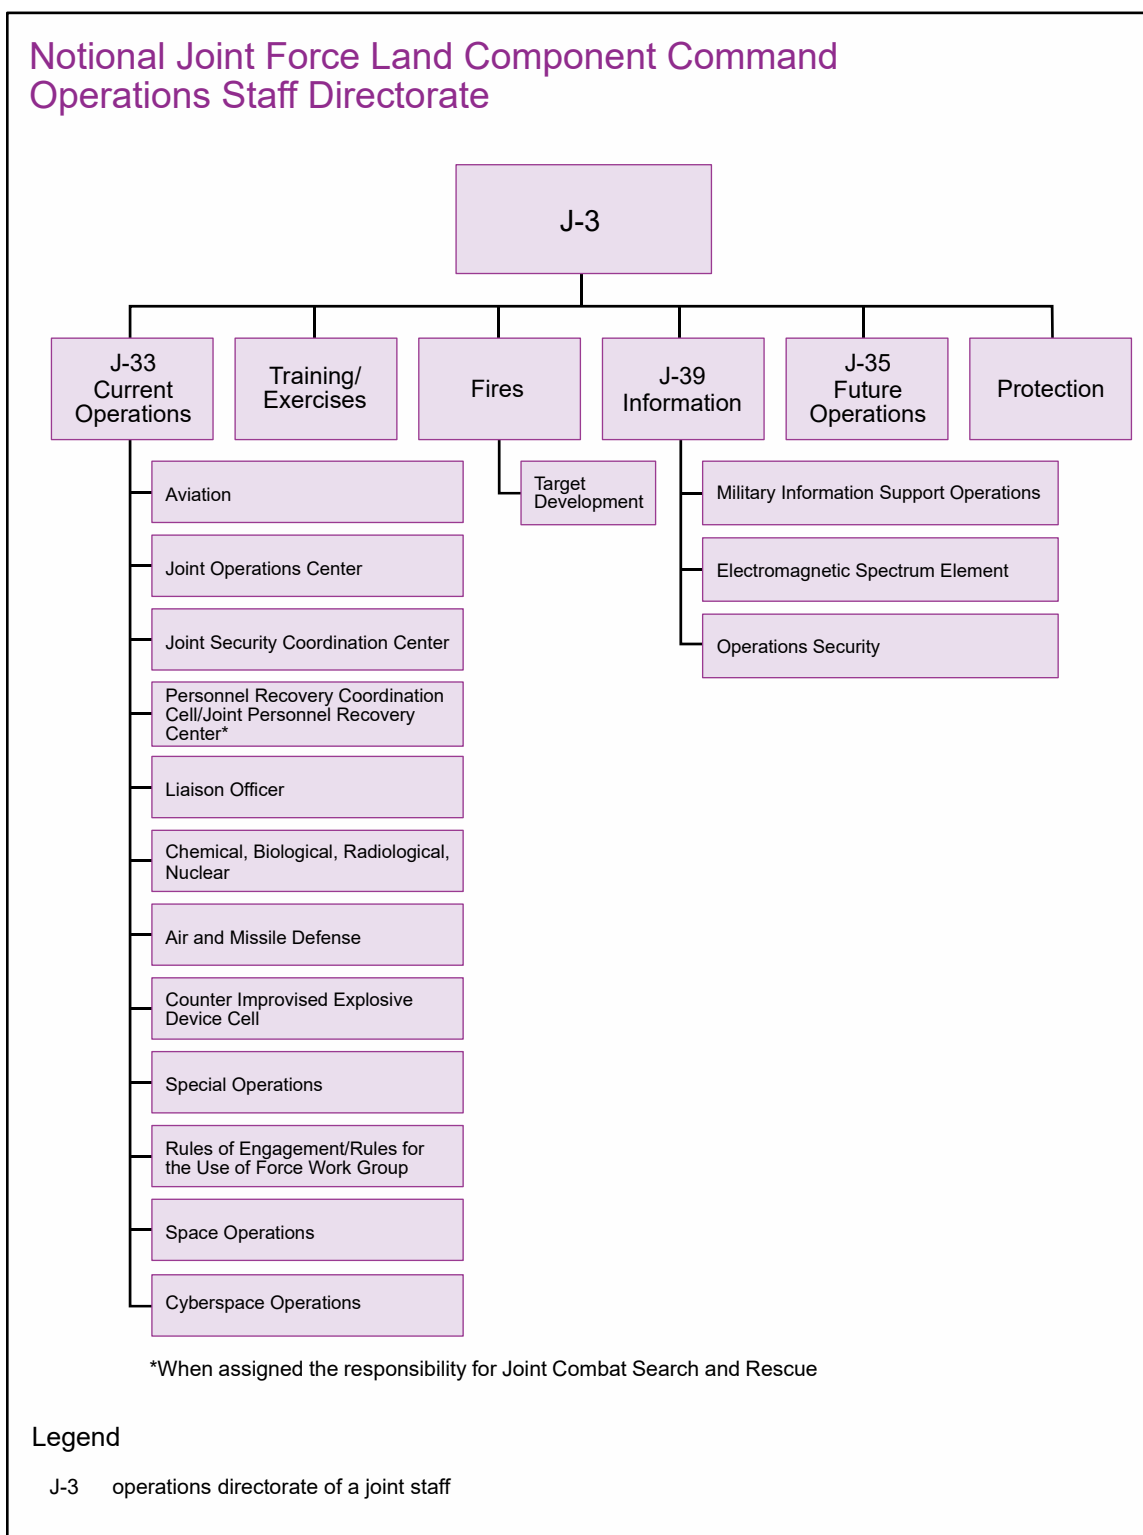 Notional Joint Force Land Component Command
Operations Staff Directorate
J-3
J-33
Current
Operations
Training/
Exercises
Fires
J-39
Information
J-35
Future
Operations
Protection
Aviation
Joint Operations Center
Joint Security Coordination Center
Personnel Recovery Coordination
Cell/Joint Personnel Recovery
Center*
Liaison Officer
Chemical, Biological, Radiological,
Nuclear
Air and Missile Defense
Counter Improvised Explosive
Device Cell
Special Operations
Rules of Engagement/Rules for
the Use of Force Work Group
Space Operations
Cyberspace Operations
Target
Development
Military Information Support Operations
Electromagnetic Spectrum Element
Operations Security
*When assigned the responsibility for Joint Combat Search and Rescue
Legend
J-3 operations directorate of a joint staff